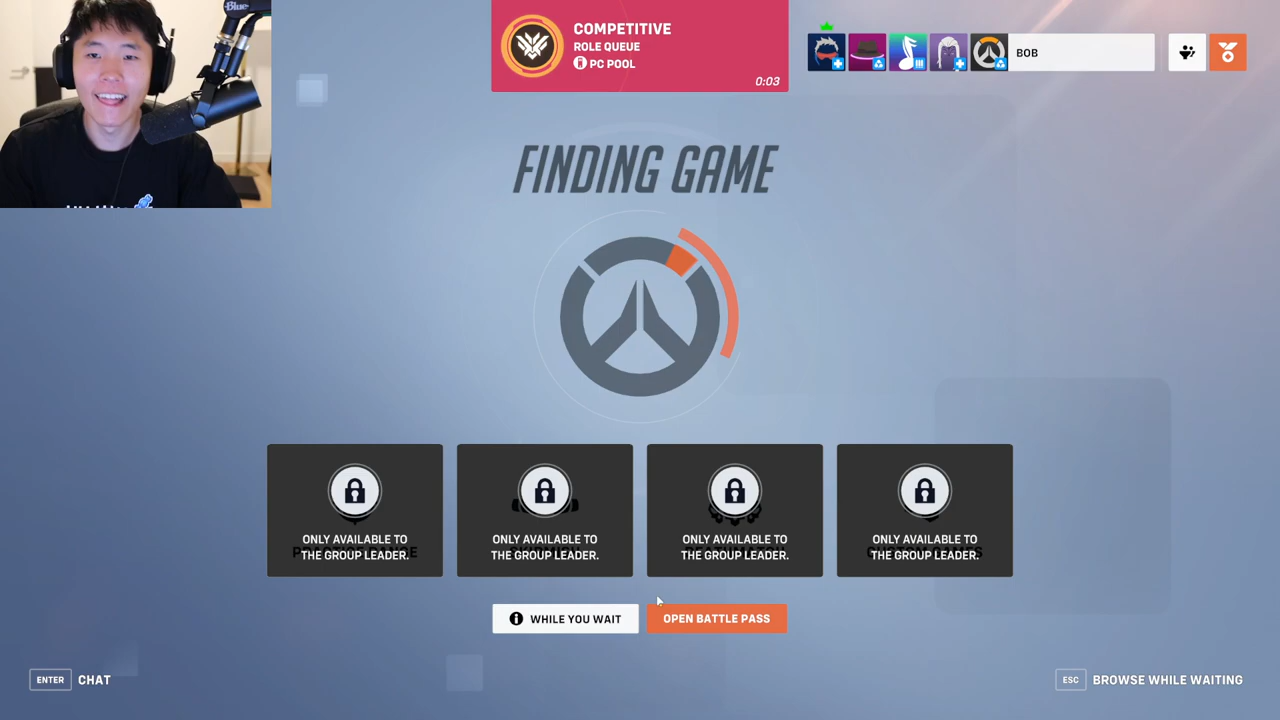 Blue
COMPETITIVE
ROLE QUEUE
PC POOL
0:03
BOB
FINDING GAME
ONLY AVAILABLE TO
THE GROUP LEADER.
ONLY AVAILABLE TO
THE GROUP LEADER.
ONLY AVAILABLE TO
THE GROUP LEADER.
ONLY AVAILABLE TO
THE GROUP LEADER.
WHILE YOU WAIT
OPEN BATTLE PASS
ENTER
CHAT
ESC
BROWSE WHILE WAITING